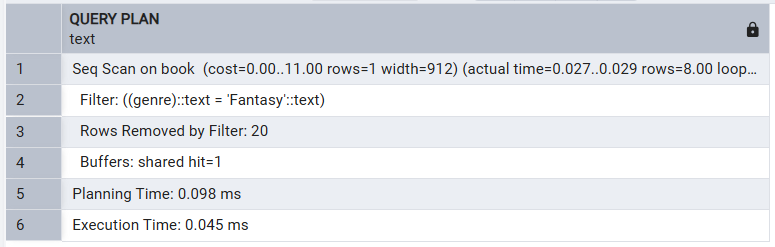 QUERY PLAN
text
1 Seq Scan on book (cost=0.00..11.00 rows=1 width=912) (actual time=0.027..0.029 rows=8.00 loop...
2 Filter: ((genre)::text = 'Fantasy'::text)
3 Rows Removed by Filter: 20
4 Buffers: shared hit=1
5 Planning Time: 0.098 ms
6 Execution Time: 0.045 ms